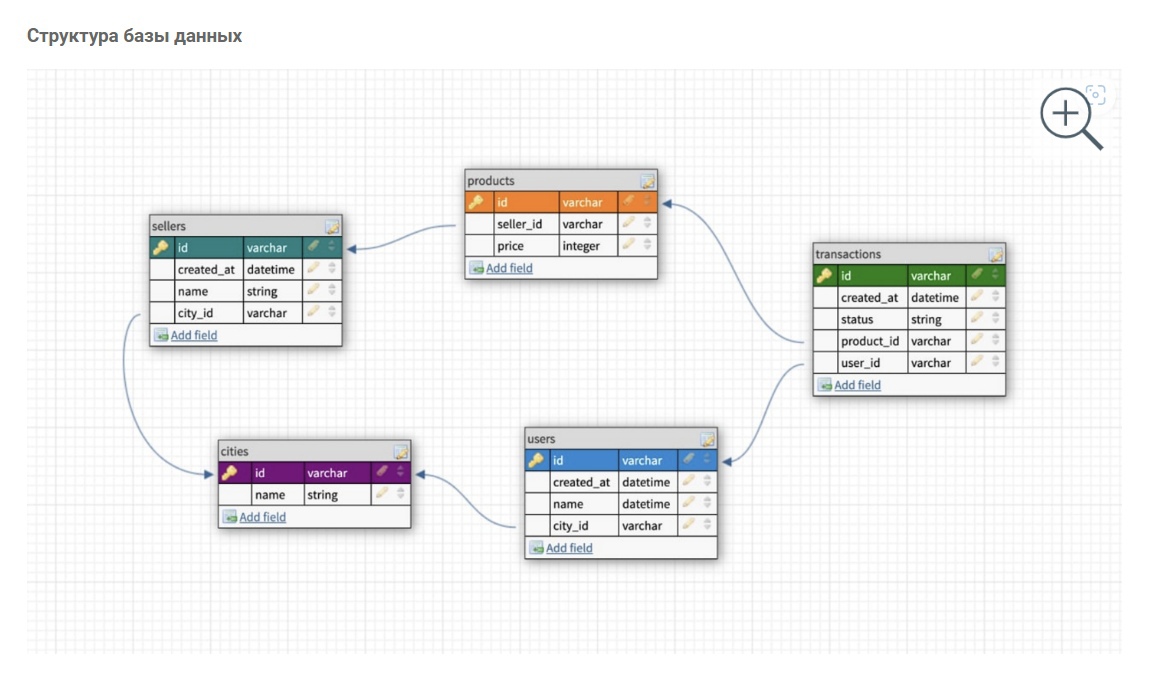 Структура базы данных
products
id varchar
seller_id varchar
price integer
Add field
sellers
id varchar
created_at datetime
name string
city_id varchar
Add field
transactions
id varchar
created_at datetime
status string
product_id varchar
user_id varchar
Add field
cities
id varchar
name string
Add field
users
id varchar
created_at datetime
name datetime
city_id varchar
Add field